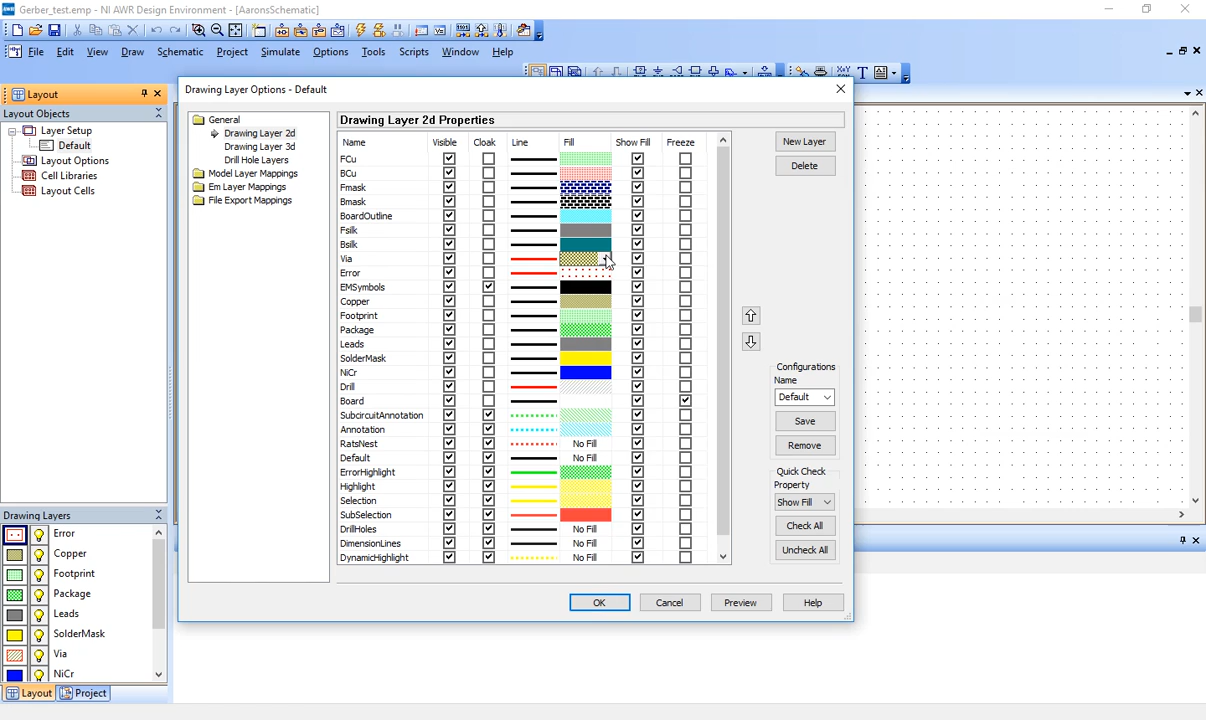 Gerber_test.emp - NI AWR Design Environment - [AaronsSchematic]
File Edit View Draw Schematic Project Simulate Options Tools Scripts Window Help
Layout
Layout Objects
Layer Setup
Default
Layout Options
Cell Libraries
Layout Cells
Drawing Layers
Error
Copper
Footprint
Package
Leads
SolderMask
Via
NiCr
Layout Project
Drawing Layer Options - Default
General
Drawing Layer 2d
Drawing Layer 3d
Drill Hole Layers
Model Layer Mappings
Em Layer Mappings
File Export Mappings
Drawing Layer 2d Properties
Name Visible Cloak Line Fill Show Fill Freeze
FCu
BCu
Fmask
Bmask
BoardOutline
Fsilk
Bsilk
Via
Error
EMSymbols
Copper
Footprint
Package
Leads
SolderMask
NiCr
Drill
Board
SubcircuitAnnotation
Annotation
RatsNest No Fill
Default No Fill
ErrorHighlight
Highlight
Selection
SubSelection
DrillHoles No Fill
DimensionLines No Fill
DynamicHighlight No Fill
New Layer
Delete
Configurations
Name
Default
Save
Remove
Quick Check
Property
Show Fill
Check All
Uncheck All
OK Cancel Preview Help